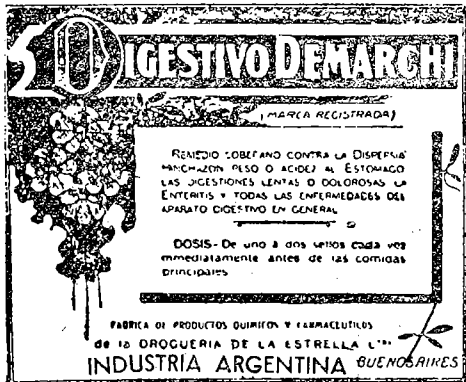 DIGESTIVO DEMARCHI
(MARCA REGISTRADA)
REMEDIO SOBERANO CONTRA LA DISPEPSIA
HINCHAZON PESO O ACIDEZ AL ESTOMAGO
LAS DIGESTIONES LENTAS O DOLOROSAS LA
ENTERITIS Y TODAS LAS ENFERMEDADES DEL
APARATO DIGESTIVO EN GENERAL
DOSIS- De uno a dos sellos cada vez
inmediatamente antes de las comidas
principales
FABRICA DE PRODUCTOS QUIMICOS Y FARMACEUTICOS
de la DROGUERIA DE LA ESTRELLA Lda
INDUSTRIA ARGENTINA BUENOS AIRES